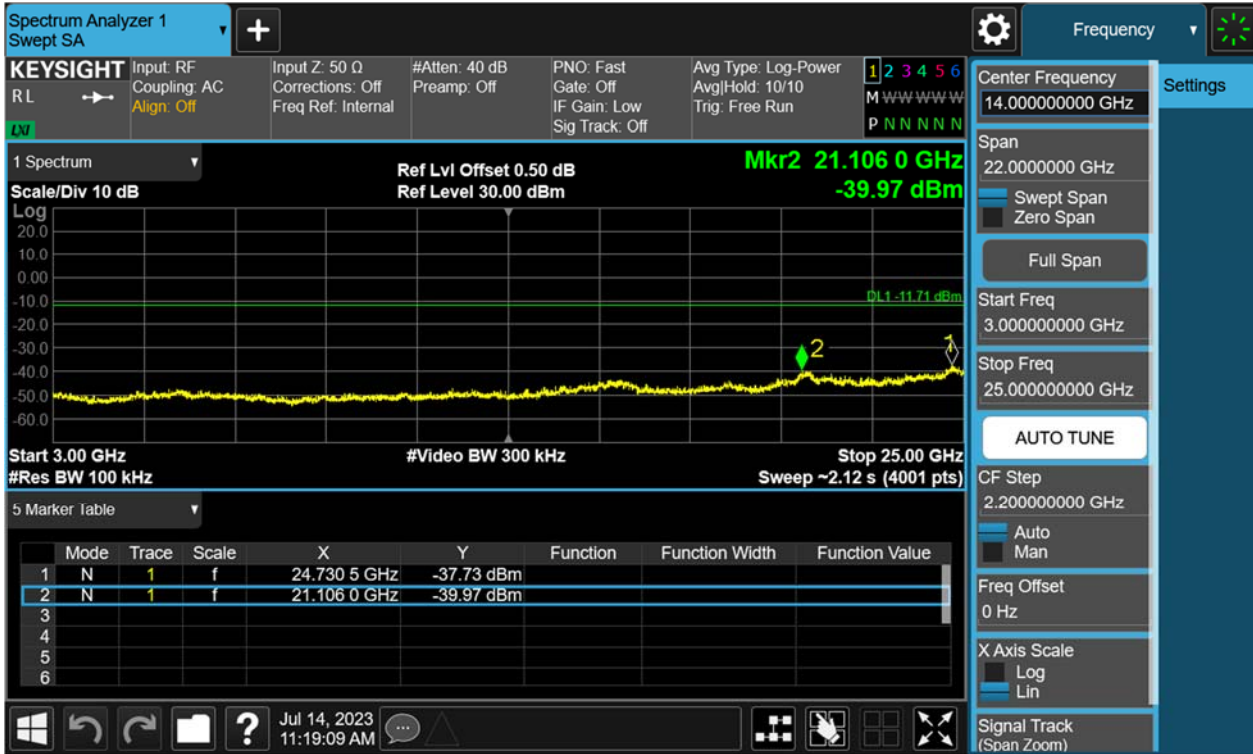 Spectrum Analyzer 1
Swept SA
+
Frequency
KEYSIGHT
RL
LXI
Input: RF
Coupling: AC
Align: Off
Input Z: 50 Ω
Corrections: Off
Freq Ref: Internal
#Atten: 40 dB
Preamp: Off
PNO: Fast
Gate: Off
IF Gain: Low
Sig Track: Off
Avg Type: Log-Power
Avg|Hold: 10/10
Trig: Free Run
1 2 3 4 5 6
M W W W W W
P N N N N N
1 Spectrum
Scale/Div 10 dB
Ref Lvl Offset 0.50 dB
Ref Level 30.00 dBm
Mkr2 21.106 0 GHz
-39.97 dBm
Log
20.0
10.0
0.00
-10.0
-20.0
-30.0
-40.0
-50.0
-60.0
DL1 -11.71 dBm
2
1
Start 3.00 GHz
#Video BW 300 kHz
Stop 25.00 GHz
#Res BW 100 kHz
Sweep ~2.12 s (4001 pts)
5 Marker Table
Mode Trace Scale X Y Function Function Width Function Value
1 N 1 f 24.730 5 GHz -37.73 dBm
2 N 1 f 21.106 0 GHz -39.97 dBm
3
4
5
6
?
Jul 14, 2023
11:19:09 AM
Center Frequency
14.000000000 GHz
Settings
Span
22.0000000 GHz
Swept Span
Zero Span
Full Span
Start Freq
3.000000000 GHz
Stop Freq
25.000000000 GHz
AUTO TUNE
CF Step
2.200000000 GHz
Auto
Man
Freq Offset
0 Hz
X Axis Scale
Log
Lin
Signal Track
(Span Zoom)